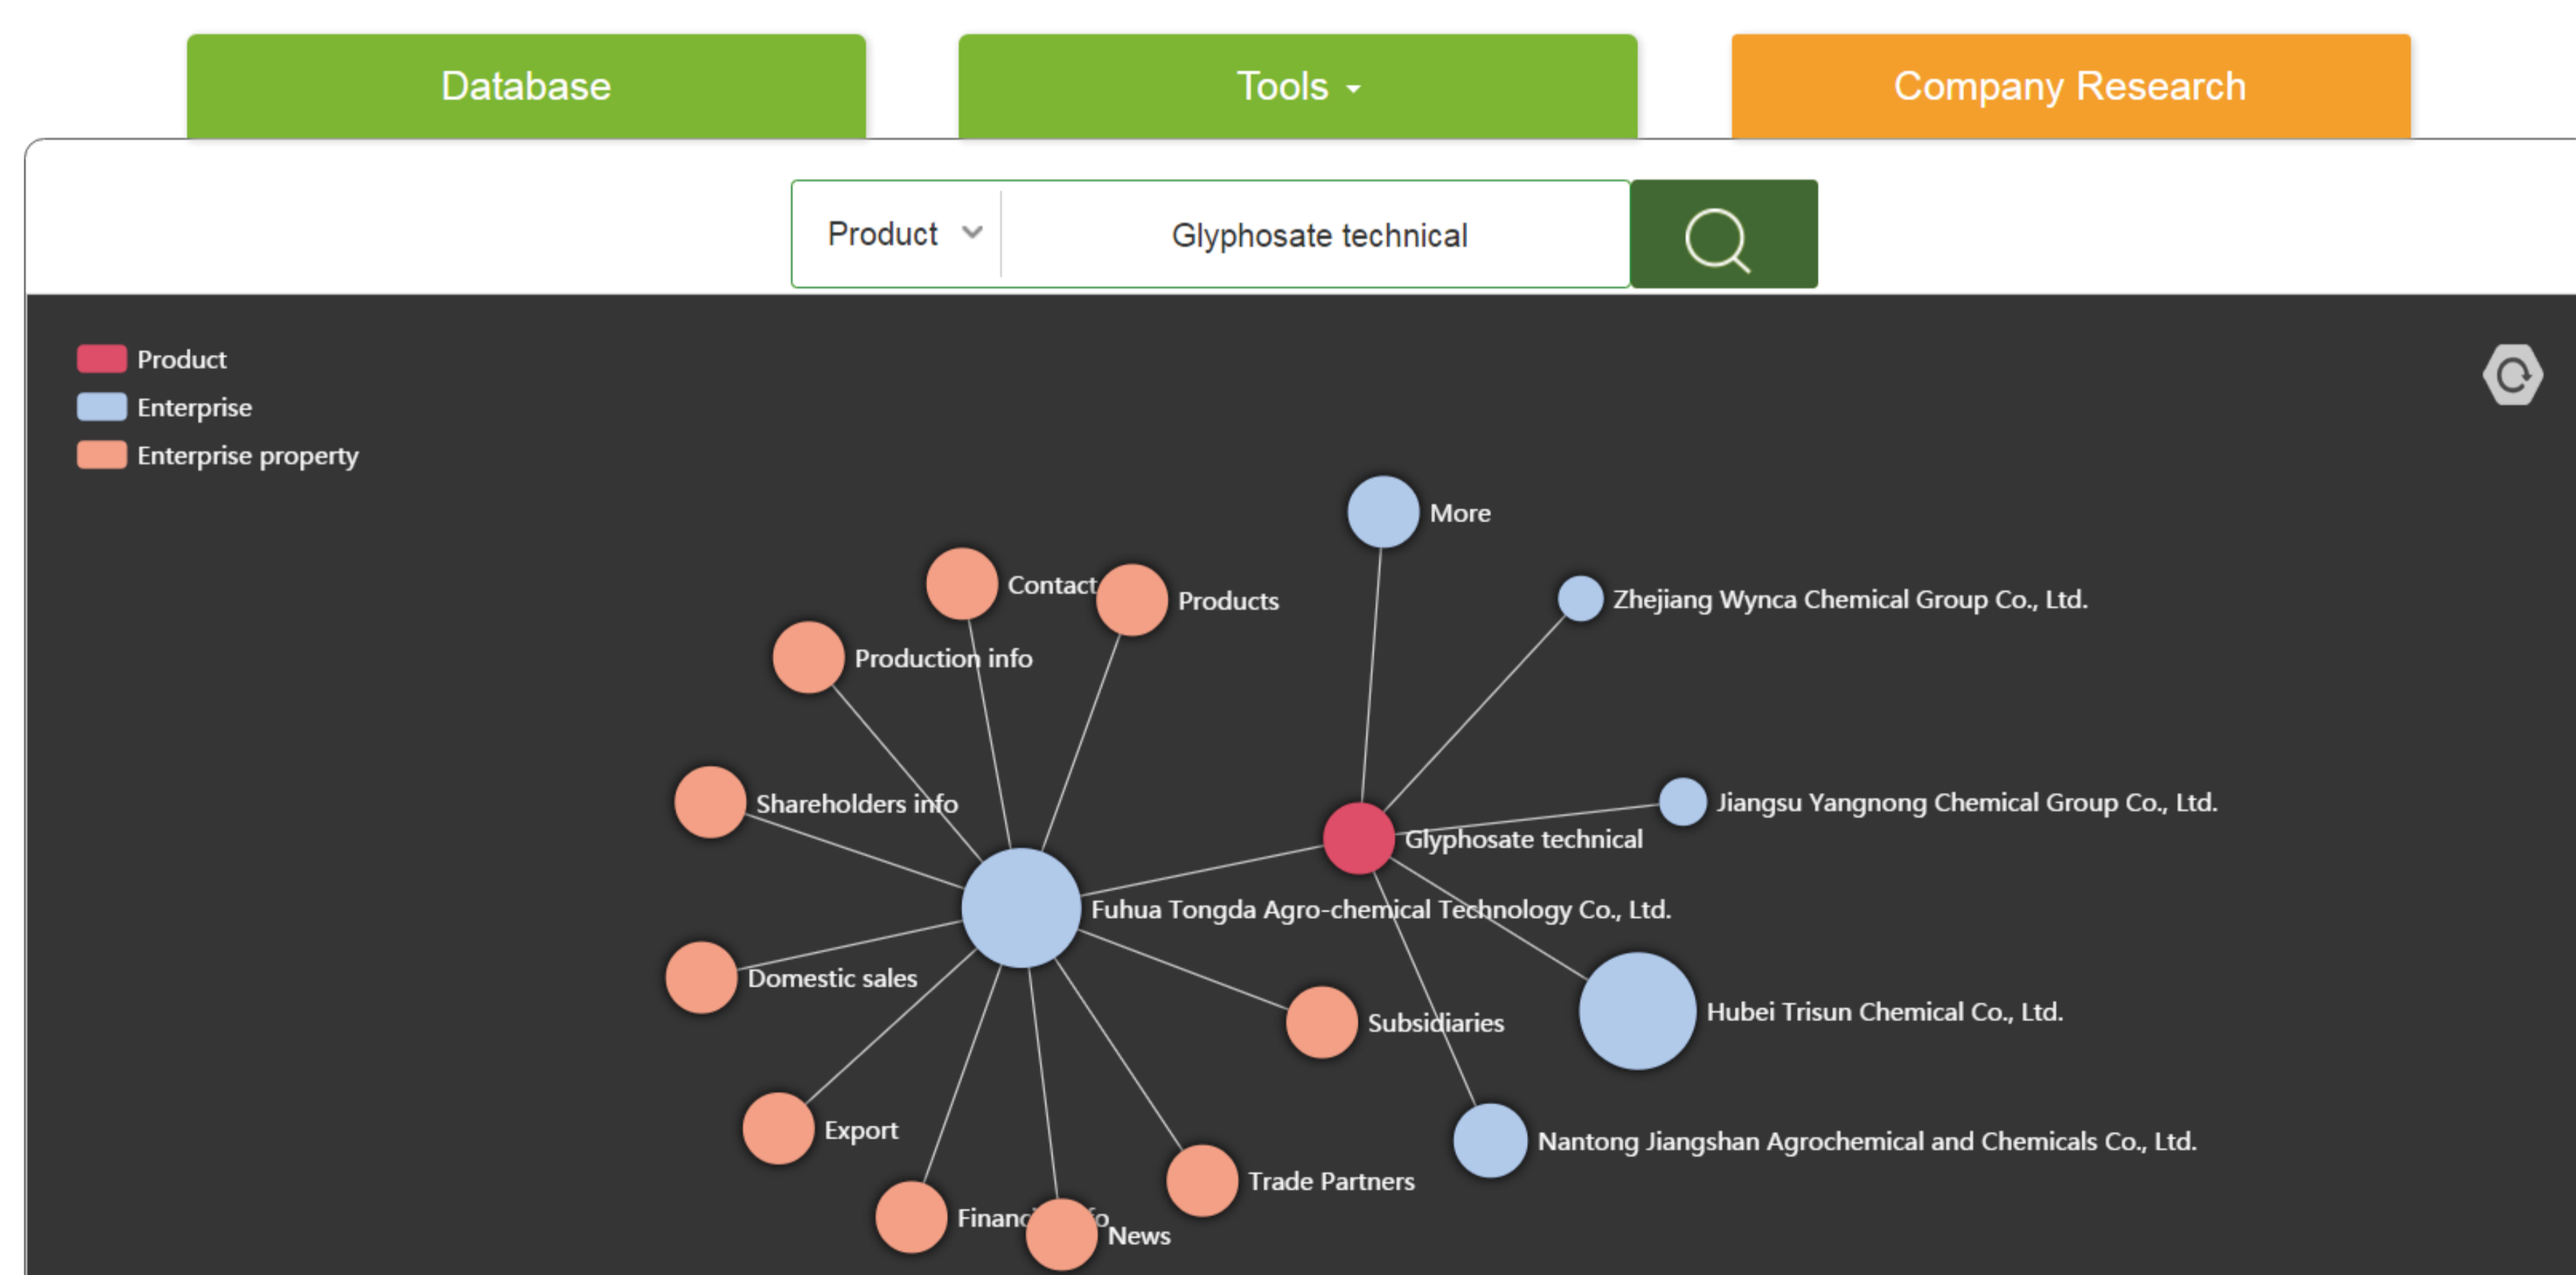 Database
Tools
Company Research
Product
Glyphosate technical
Product
Enterprise
Enterprise property
More
Contact
Products
Zhejiang Wynca Chemical Group Co., Ltd.
Production info
Shareholders info
Jiangsu Yangnong Chemical Group Co., Ltd.
Glyphosate technical
Fuhua Tongda Agro-chemical Technology Co., Ltd.
Domestic sales
Subsidiaries
Hubei Trisun Chemical Co., Ltd.
Export
Nantong Jiangshan Agrochemical and Chemicals Co., Ltd.
Trade Partners
News